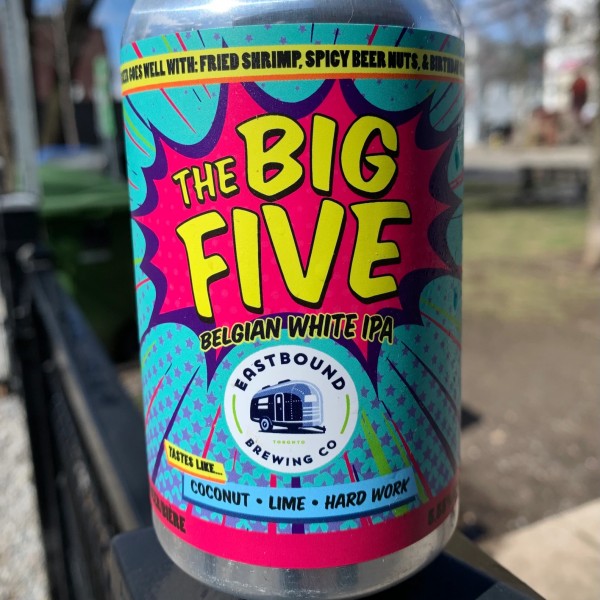 GOES WELL WITH: FRIED SHRIMP, SPICY BEER NUTS, &
THE BIG
FIVE
BELGIAN WHITE IPA
EASTBOUND
TORONTO
BREWING CO
TASTES LIKE...
COCONUT • LIME • HARD WORK
BIÈRE